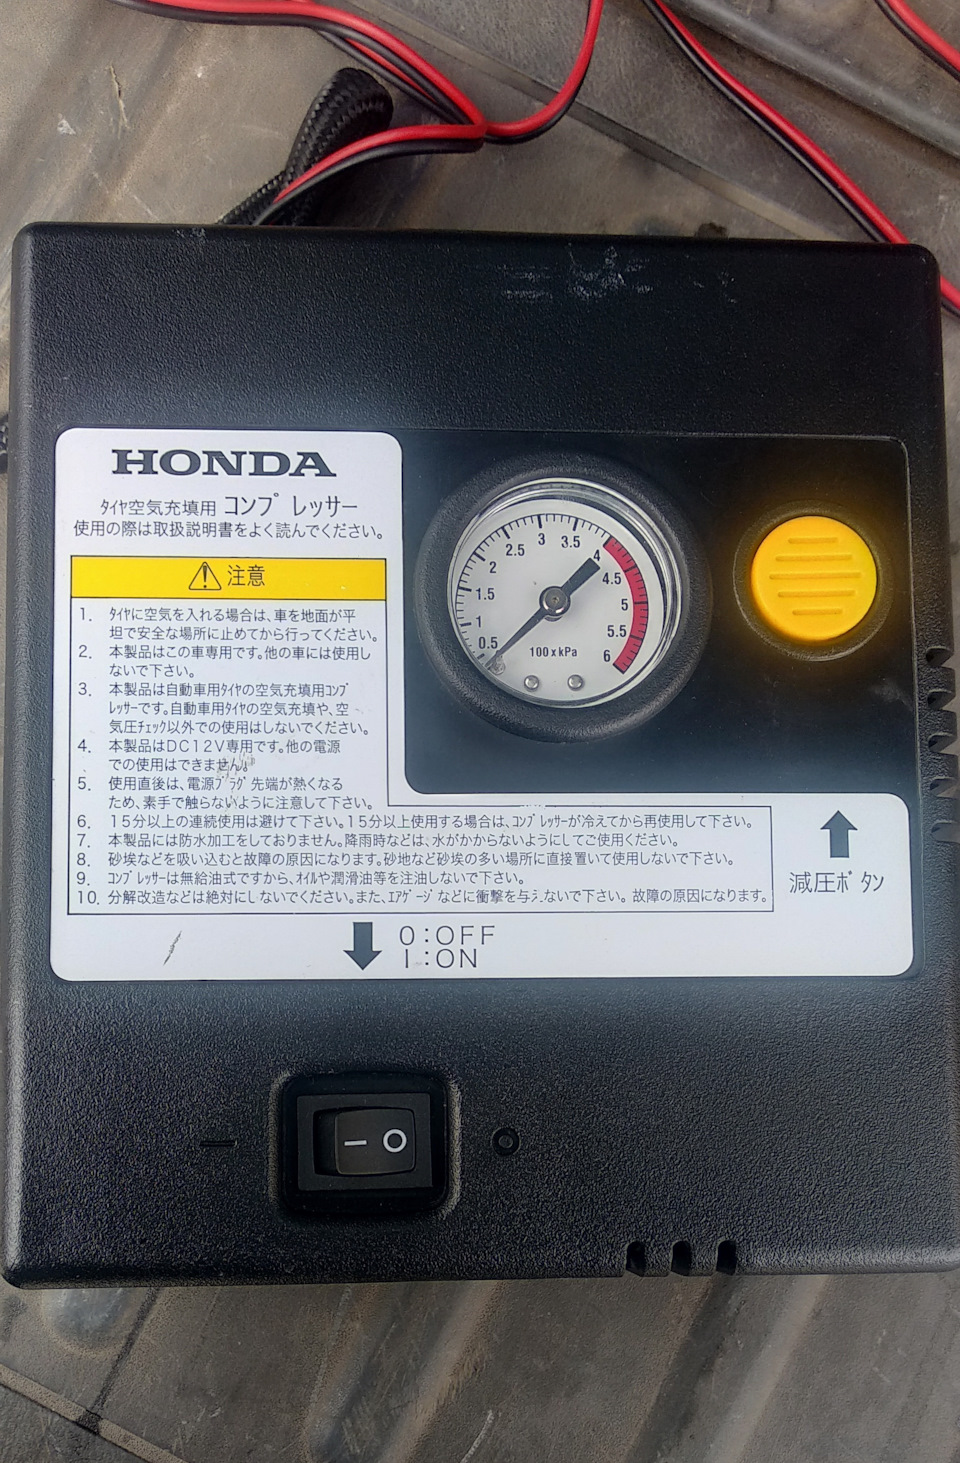 HONDA
タイヤ空気充填用 コンプレッサー
使用の際は取扱説明書をよく読んでください。
注意
1. タイヤに空気を入れる場合は、車を地面が平
坦で安全な場所に止めてから行ってください。
2. 本製品はこの車専用です。他の車には使用し
ないで下さい。
3. 本製品は自動車用タイヤの空気充填用コンプ
レッサーです。自動車用タイヤの空気充填や、空
気圧チェック以外での使用はしないでください。
4. 本製品はDC12V専用です。他の電源
での使用はできません。
5. 使用直後は、電源プラグ先端が熱くなる
ため、素手で触らないように注意して下さい。
6. 15分以上の連続使用は避けて下さい。15分以上使用する場合は、コンプレッサーが冷えてから再使用して下さい。
7. 本製品には防水加工をしておりません。降雨時などは、水がかからないようにしてご使用ください。
8. 砂埃などを吸い込むと故障の原因になります。砂地など砂埃の多い場所に直接置いて使用しないで下さい。
9. コンプレッサーは無給油式ですから、オイルや潤滑油等を注油しないで下さい。
10. 分解改造などは絶対にしないでください。また、エアゲージなどに衝撃を与えないで下さい。故障の原因になります。
0.5
1
1.5
2
2.5
3
3.5
4
4.5
5
5.5
6
100xkPa
減圧ボタン
O:OFF
I:ON
I O
I O